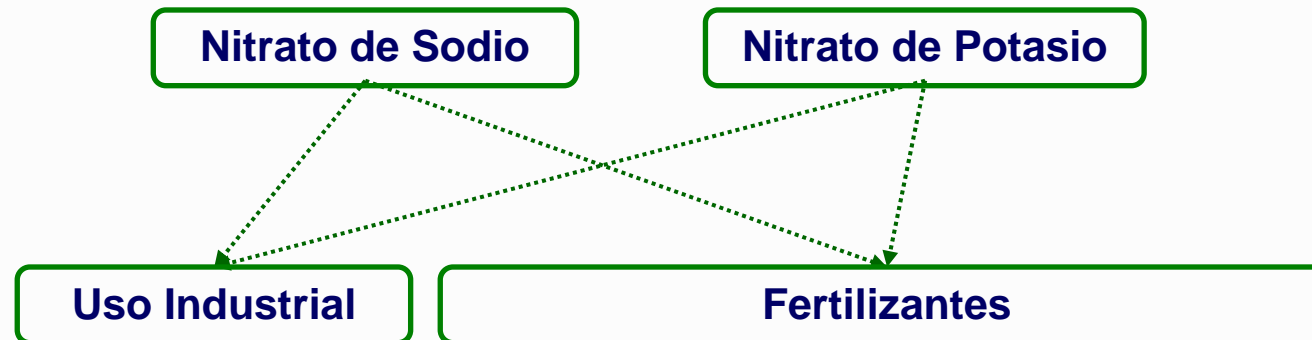 Nitrato de Sodio
Nitrato de Potasio
Uso Industrial
Fertilizantes